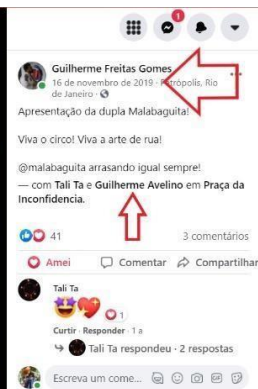 1
Guilherme Freitas Gomes
16 de novembro de 2019 · Petrópolis, Rio
de Janeiro ·
Apresentação da dupla Malabaguita!
Viva o circo! Viva a arte de rua!
@malabaguita arrasando igual sempre!
— com Tali Ta e Guilherme Avelino em Praça da
Inconfidencia.
41 3 comentários
Amei Comentar Compartilhar
Tali Ta
1
Curtir · Responder · 1 a
Tali Ta respondeu · 2 respostas
Escreva um come...